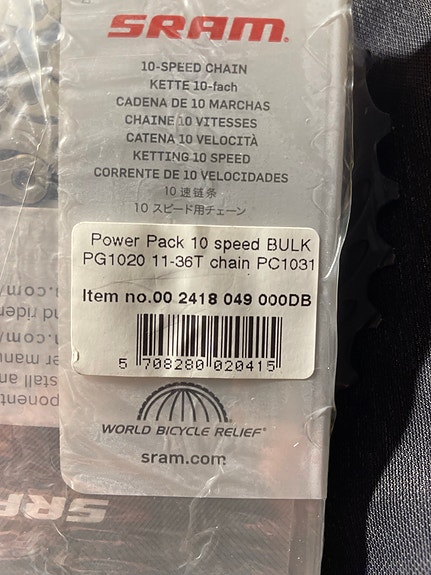 SRAM.
10-SPEED CHAIN
KETTE 10-fach
CADENA DE 10 MARCHAS
CHAINE 10 VITESSES
CATENA 10 VELOCITÀ
KETTING 10 SPEED
CORRENTE DE 10 VELOCIDADES
10 速链条
10 スピード用チェーン
Power Pack 10 speed BULK
PG1020 11-36T chain PC1031
Item no.00 2418 049 000DB
5 708280 020415
WORLD BICYCLE RELIEF®
sram.com